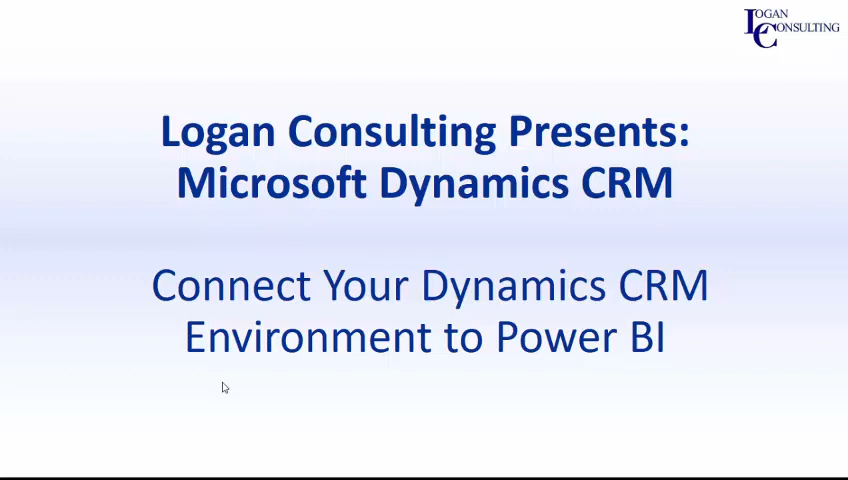 LOGAN
CONSULTING
Logan Consulting Presents:
Microsoft Dynamics CRM
Connect Your Dynamics CRM
Environment to Power BI